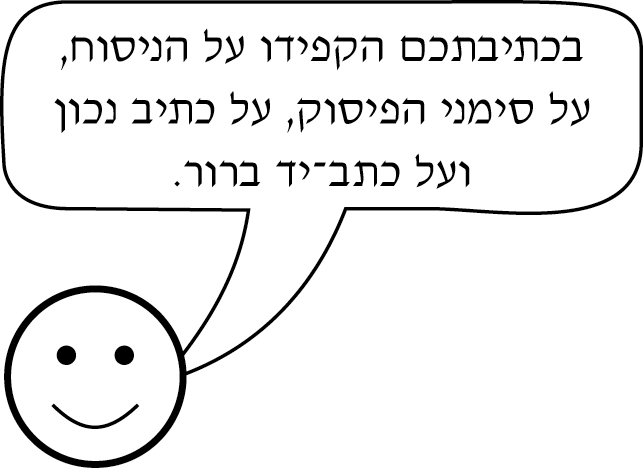 בכתיבתכם הקפידו על הניסוח,
על סימני הפיסוק, על כתיב נכון
ועל כתב־יד ברור.